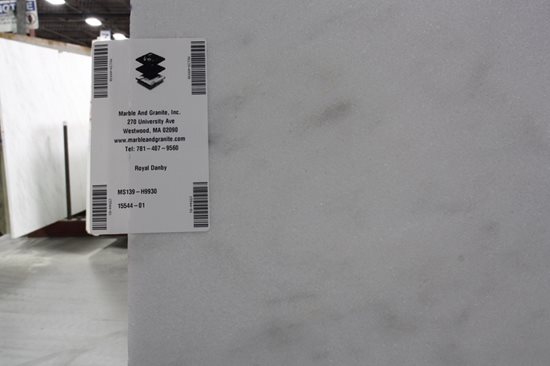 Marble And Granite, Inc.
270 University Ave
Westwood, MA 02090
www.marbleandgranite.com
Tel: 781-407-9560
Royal Danby
MS139-H9930
15544-01